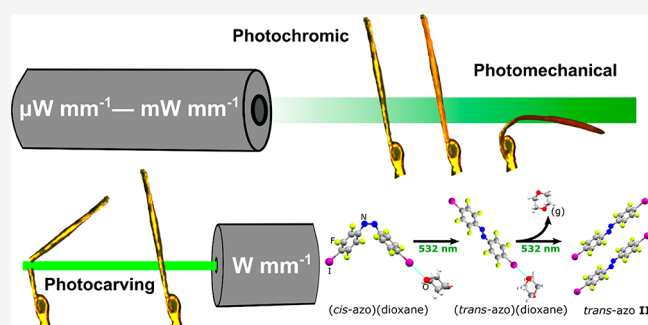 Photochromic
Photomechanical
µW mm⁻¹— mW mm⁻¹
Photocarving
W mm⁻¹
N
F
I
O
532 nm
(g)
532 nm
(cis-azo)(dioxane)
(trans-azo)(dioxane)
trans-azo II